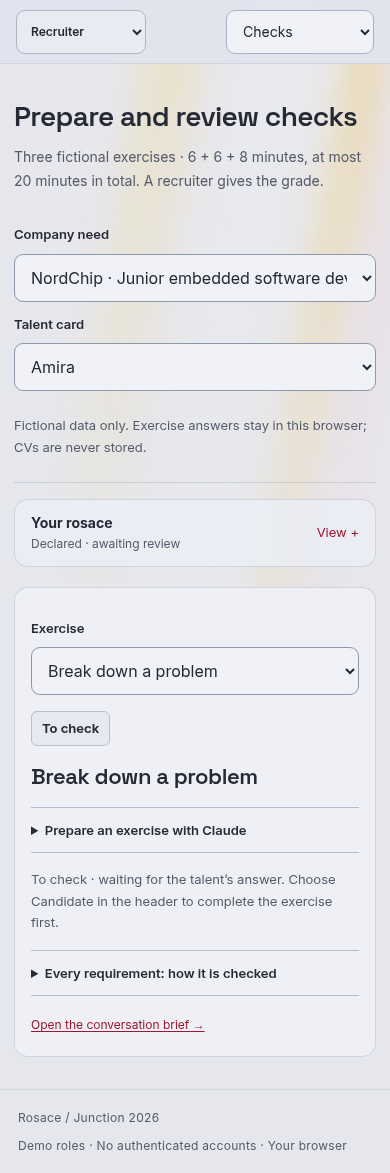 Recruiter
Checks
Prepare and review checks
Three fictional exercises · 6 + 6 + 8 minutes, at most
20 minutes in total. A recruiter gives the grade.
Company need
NordChip · Junior embedded software dev
Talent card
Amira
Fictional data only. Exercise answers stay in this browser;
CVs are never stored.
Your rosace
Declared · awaiting review
View +
Exercise
Break down a problem
To check
Break down a problem
Prepare an exercise with Claude
To check · waiting for the talent’s answer. Choose
Candidate in the header to complete the exercise
first.
Every requirement: how it is checked
Open the conversation brief →
Rosace / Junction 2026
Demo roles · No authenticated accounts · Your browser